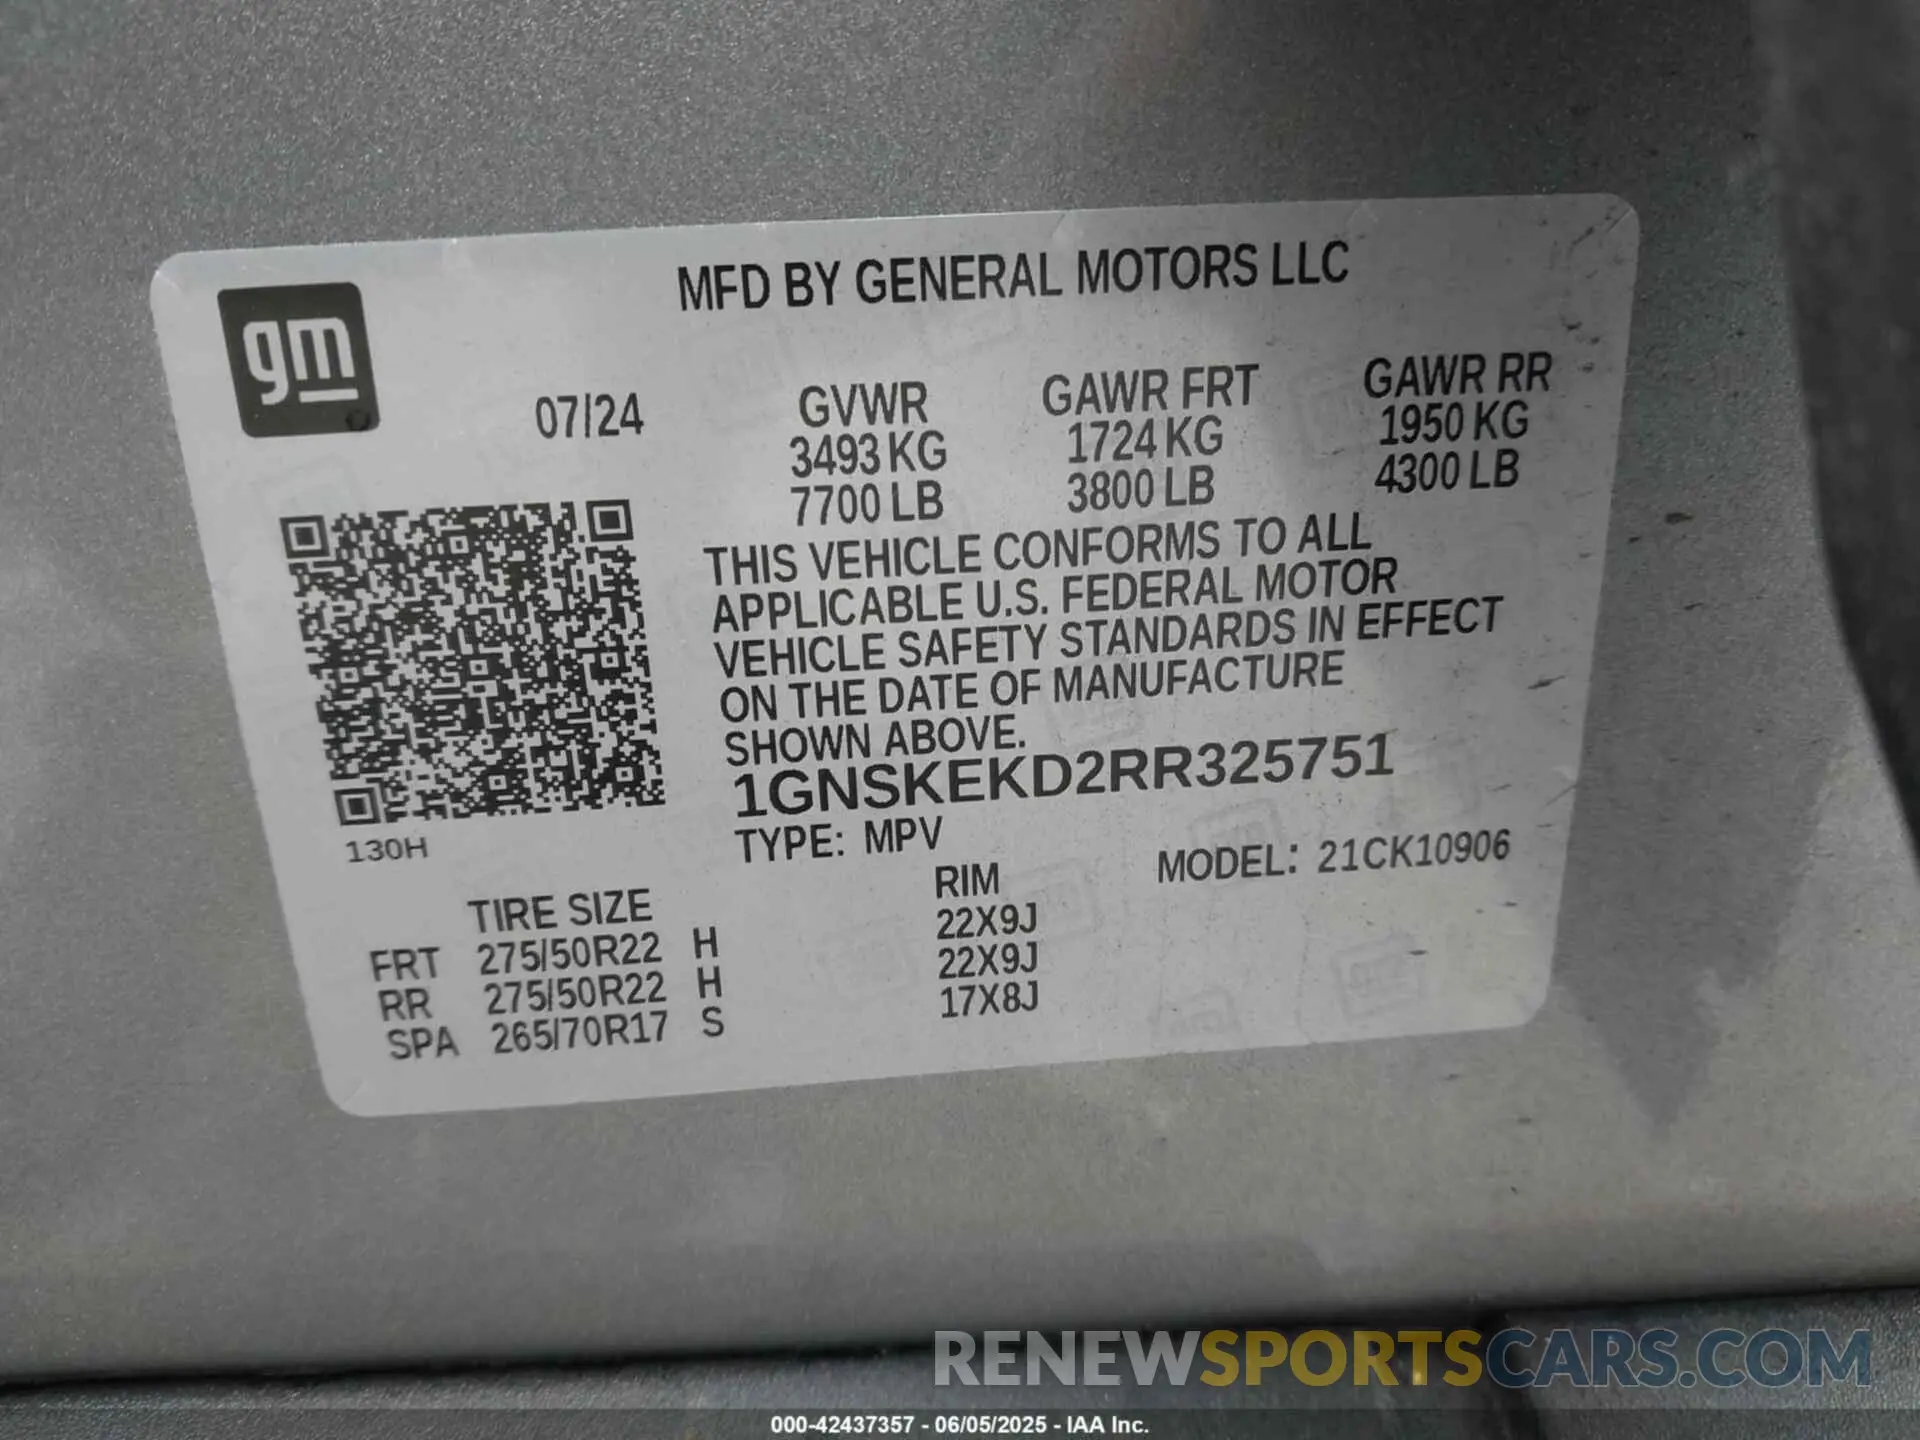 MFD BY GENERAL MOTORS LLC
gm
07/24 GVWR GAWR FRT GAWR RR
3493 KG 1724 KG 1950 KG
7700 LB 3800 LB 4300 LB
THIS VEHICLE CONFORMS TO ALL
APPLICABLE U.S. FEDERAL MOTOR
VEHICLE SAFETY STANDARDS IN EFFECT
ON THE DATE OF MANUFACTURE
SHOWN ABOVE.
1GNSKEKD2RR325751
130H
TYPE: MPV MODEL: 21CK10906
TIRE SIZE RIM
FRT 275/50R22 H 22X9J
RR 275/50R22 H 22X9J
SPA 265/70R17 S 17X8J
RENEWSPORTSCARS.COM
000-42437357 - 06/05/2025 - IAA Inc.